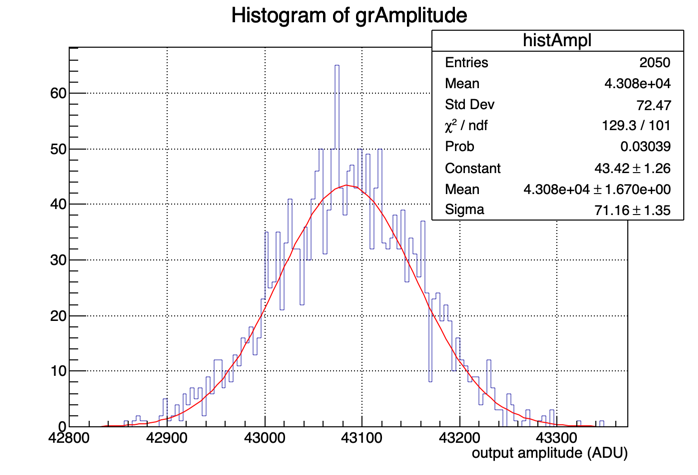 Histogram of grAmplitude
histAmpl
Entries 2050
Mean 4.308e+04
Std Dev 72.47
χ² / ndf 129.3 / 101
Prob 0.03039
Constant 43.42 ± 1.26
Mean 4.308e+04 ± 1.670e+00
Sigma 71.16 ± 1.35
60
50
40
30
20
10
0
42800 42900 43000 43100 43200 43300
output amplitude (ADU)